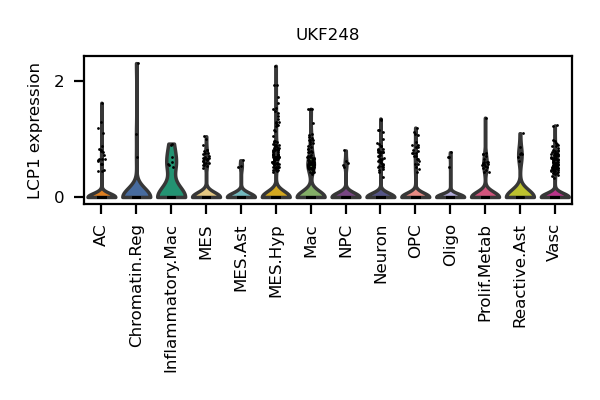 UKF248
LCP1 expression
2
0
AC
Chromatin.Reg
Inflammatory.Mac
MES
MES.Ast
MES.Hyp
Mac
NPC
Neuron
OPC
Oligo
Prolif.Metab
Reactive.Ast
Vasc